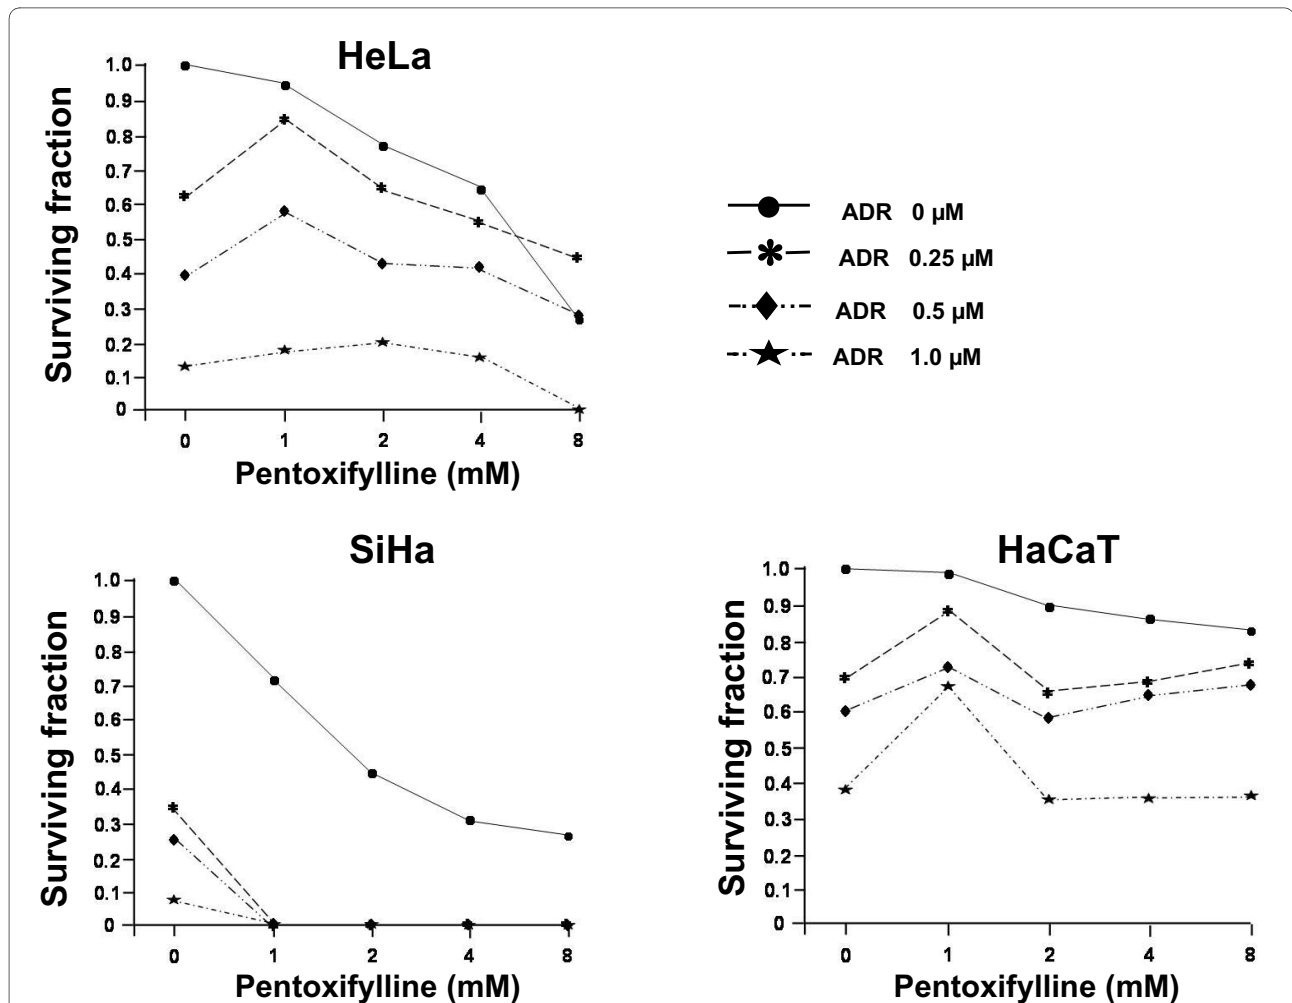 HeLa
Surviving fraction
1.0
0.9
0.8
0.7
0.6
0.5
0.4
0.3
0.2
0.1
0
0 1 2 4 8
Pentoxifylline (mM)
ADR 0 µM
ADR 0.25 µM
ADR 0.5 µM
ADR 1.0 µM
SiHa
Surviving fraction
1.0
0.9
0.8
0.7
0.6
0.5
0.4
0.3
0.2
0.1
0
0 1 2 4 8
Pentoxifylline (mM)
HaCaT
Surviving fraction
1.0
0.9
0.8
0.7
0.6
0.5
0.4
0.3
0.2
0.1
0
0 1 2 4 8
Pentoxifylline (mM)